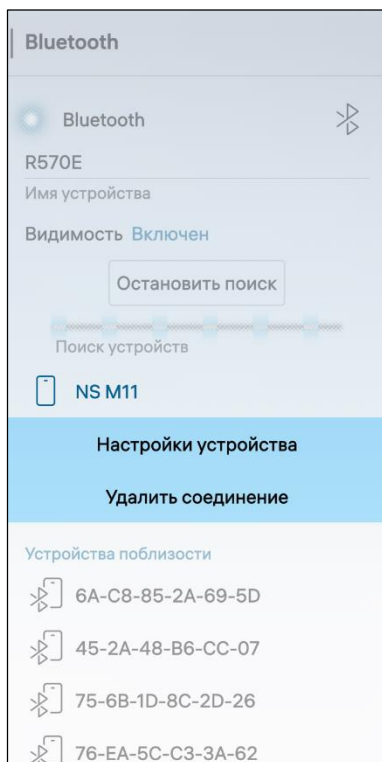 Bluetooth
Bluetooth
R570E
Имя устройства
Видимость Включен
Остановить поиск
Поиск устройств
NS M11
Настройки устройства
Удалить соединение
Устройства поблизости
6A-C8-85-2A-69-5D
45-2A-48-B6-CC-07
75-6B-1D-8C-2D-26
76-EA-5C-C3-3A-62